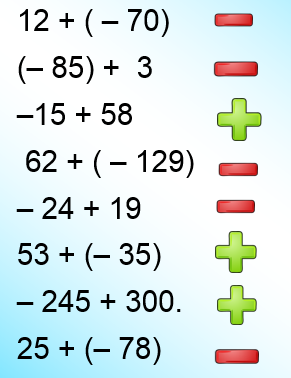 12 + ( – 70)
(– 85) + 3
–15 + 58
62 + ( – 129)
– 24 + 19
53 + (– 35)
– 245 + 300.
25 + (– 78)